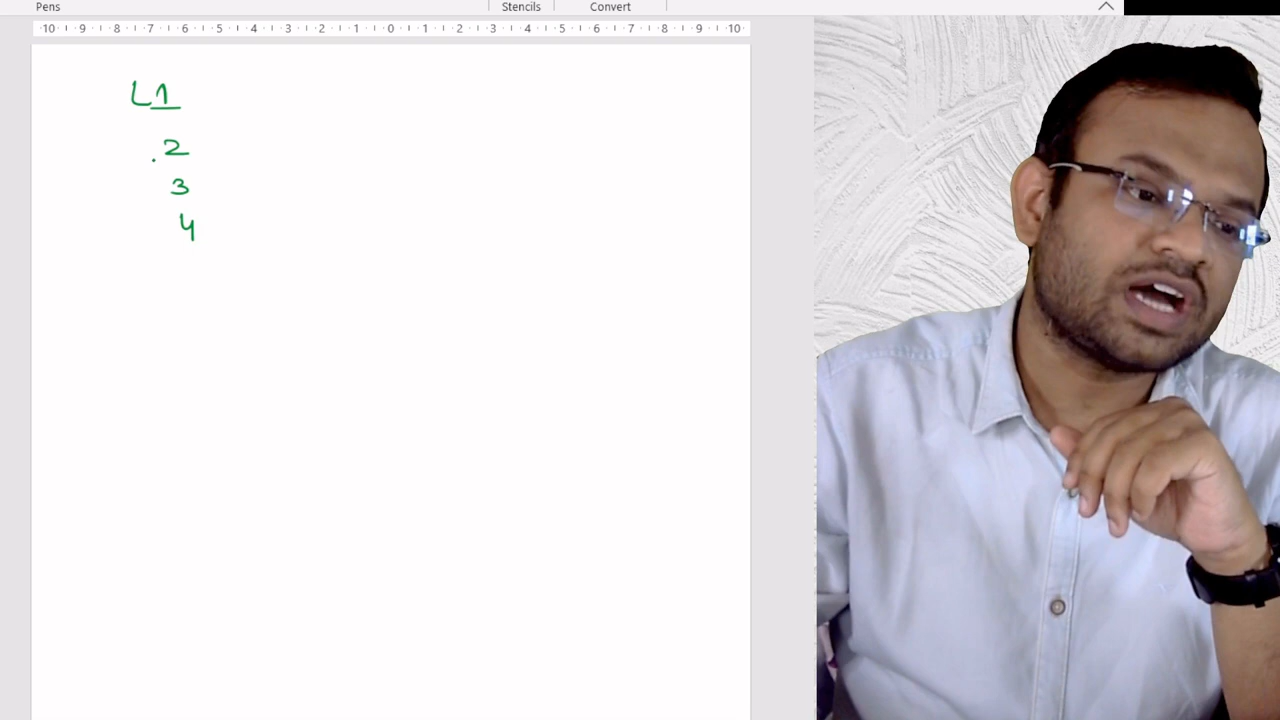 Pens Stencils Convert
10 9 8 7 6 5 4 3 2 1 0 1 2 3 4 5 6 7 8 9 10
L1
.2
3
4